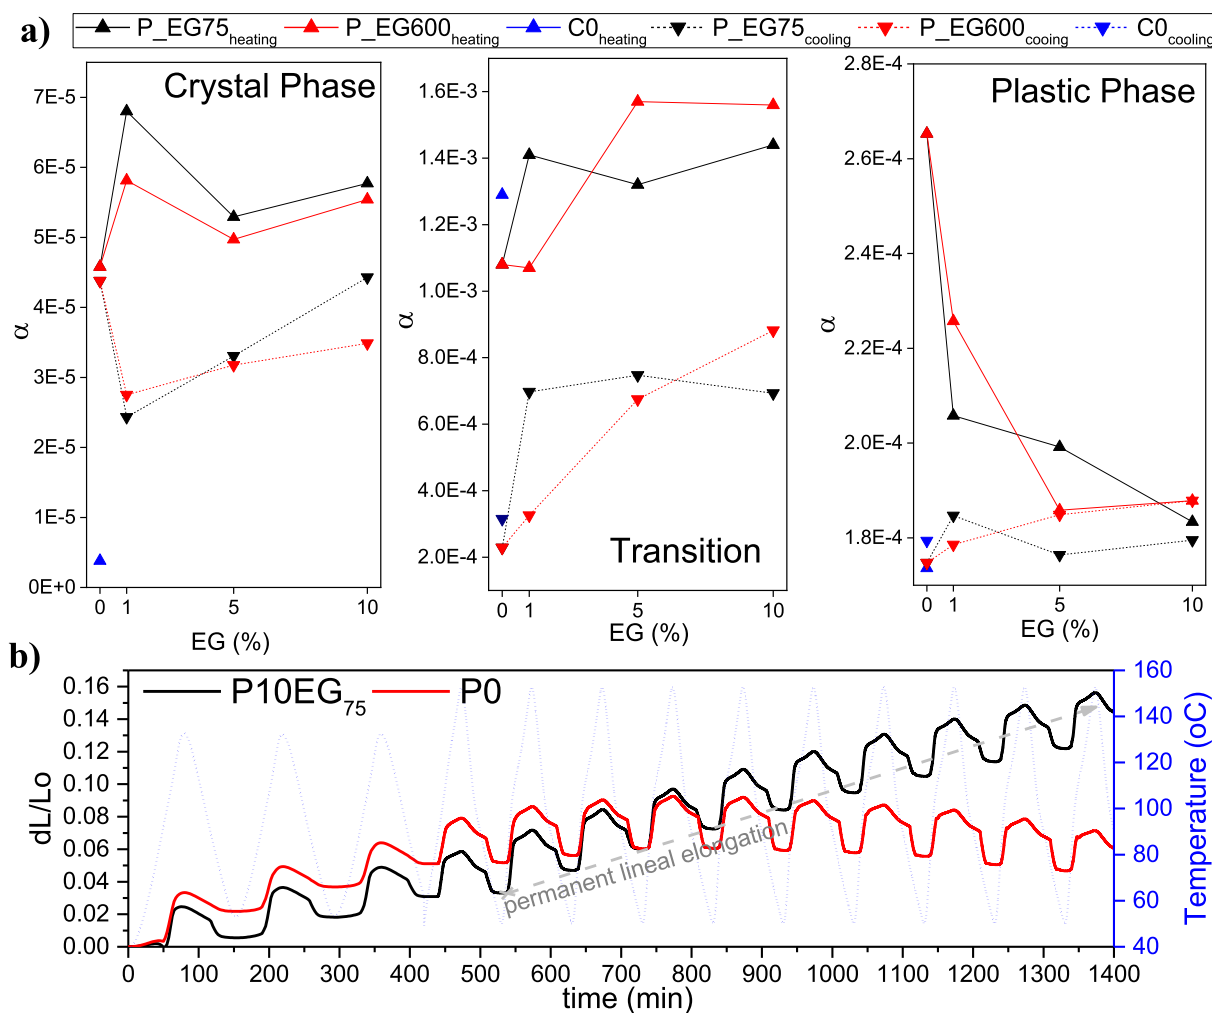 a)
P_EG75heating P_EG600heating C0heating P_EG75cooling P_EG600cooing C0cooling
Crystal Phase
7E-5
6E-5
5E-5
4E-5
3E-5
2E-5
1E-5
0E+0
α
0 1 5 10
EG (%)
Transition
1.6E-3
1.4E-3
1.2E-3
1.0E-3
8.0E-4
6.0E-4
4.0E-4
2.0E-4
α
0 1 5 10
EG (%)
Plastic Phase
2.8E-4
2.6E-4
2.4E-4
2.2E-4
2.0E-4
1.8E-4
α
0 1 5 10
EG (%)
b)
P10EG75 P0
0.16
0.14
0.12
0.10
0.08
0.06
0.04
0.02
0.00
dL/Lo
permanent lineal elongation
160
140
120
100
80
60
40
Temperature (oC)
0 100 200 300 400 500 600 700 800 900 1000 1100 1200 1300 1400
time (min)